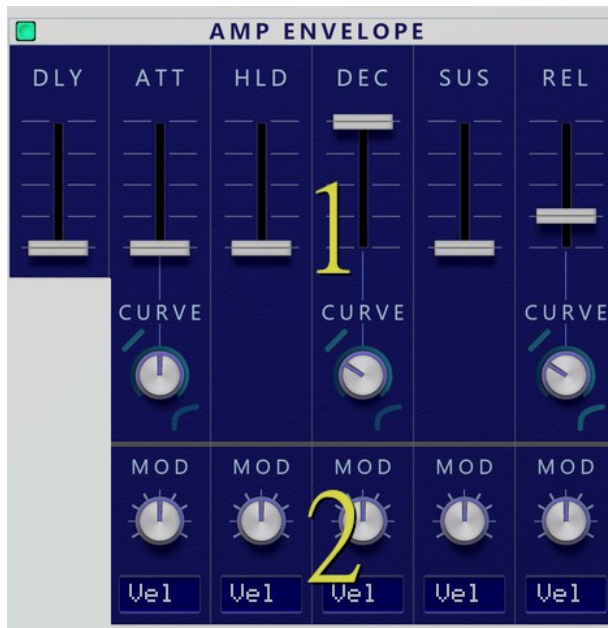 AMP ENVELOPE
DLY ATT HLD DEC SUS REL
1
CURVE CURVE CURVE
MOD MOD MOD MOD MOD
2
Vel Vel Vel Vel Vel